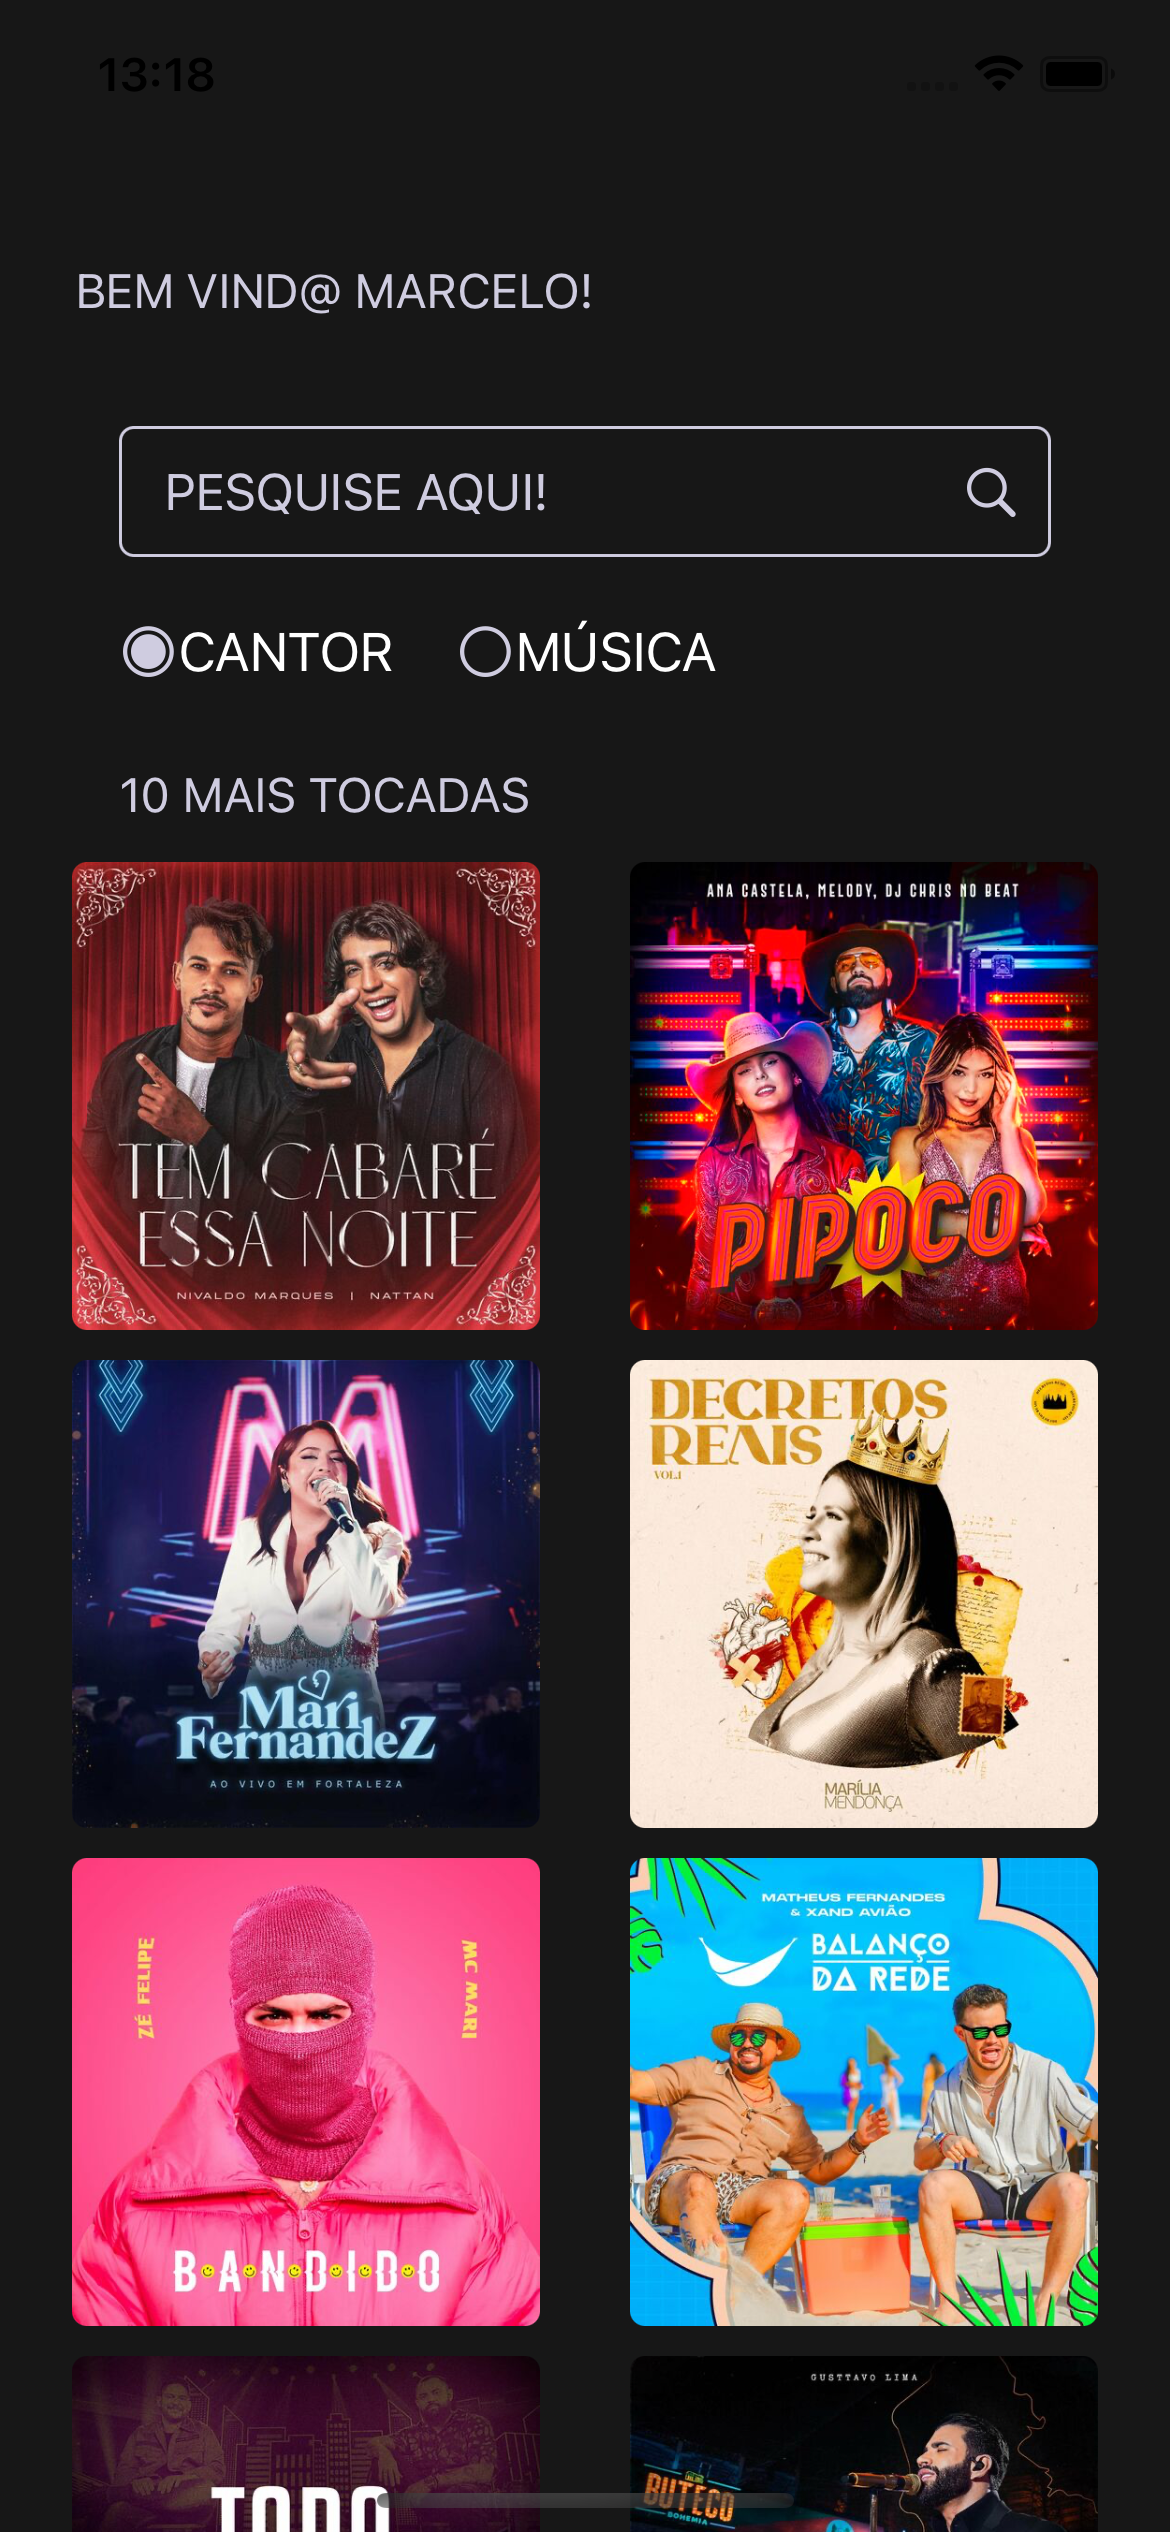 13:18
BEM VIND@ MARCELO!
PESQUISE AQUI!
CANTOR
MÚSICA
10 MAIS TOCADAS
TEM CABARÉ
ESSA NOITE
NIVALDO MARQUES | NATTAN
ANA CASTELA, MELODY, DJ CHRIS NO BEAT
PIPOCO
M
Mari
FernandeZ
AO VIVO EM FORTALEZA
DECRETOS
REAIS
VOL.1
MARÍLIA
MENDONÇA
ZÉ FELIPE
MC MARI
BANDIDO
MATHEUS FERNANDES
& XAND AVIÃO
BALANÇO
DA REDE
GUSTTAVO LIMA
BUTECO
BOHEMIA